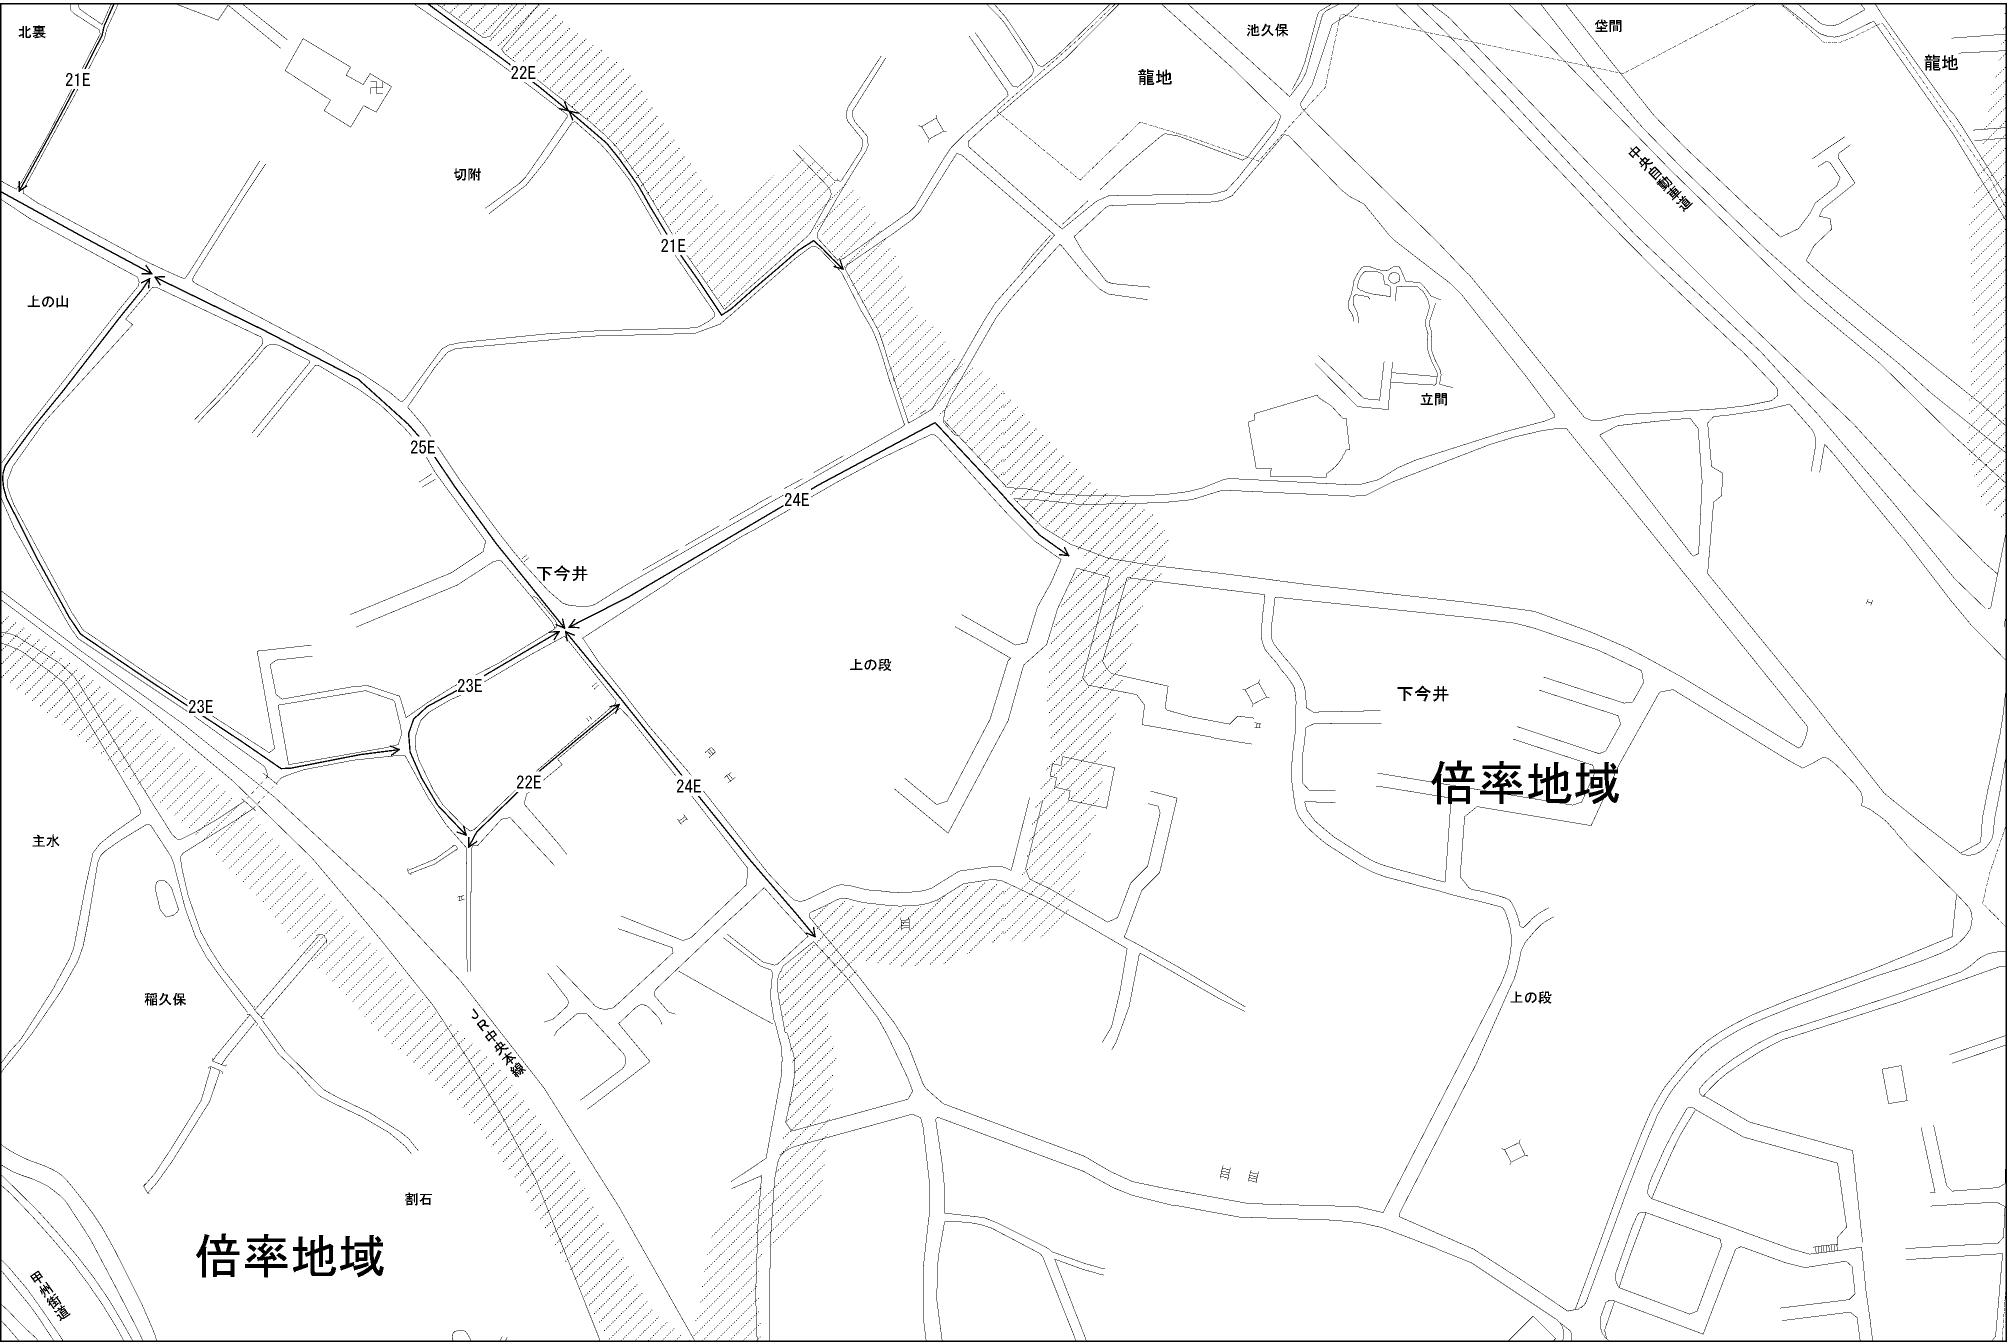 北裏
池久保
岱間
龍地
龍地
21E
22E
切附
中央自動車道
21E
上の山
立間
25E
24E
下今井
上の段
23E
下今井
23E
22E
24E
倍率地域
主水
稲久保
上の段
JR中央本線
割石
倍率地域
甲州街道